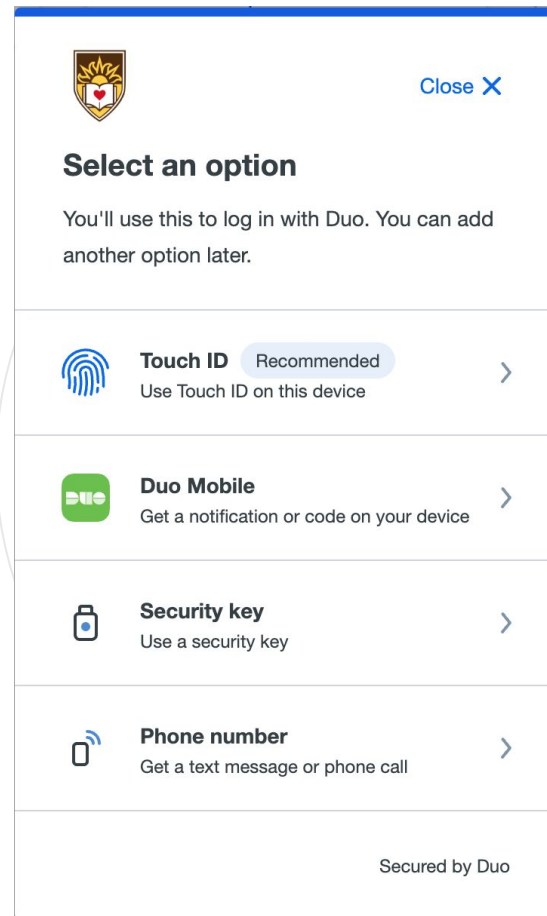 Close
Select an option
You'll use this to log in with Duo. You can add
another option later.
Touch ID Recommended
Use Touch ID on this device
DUO
Duo Mobile
Get a notification or code on your device
Security key
Use a security key
Phone number
Get a text message or phone call
Secured by Duo